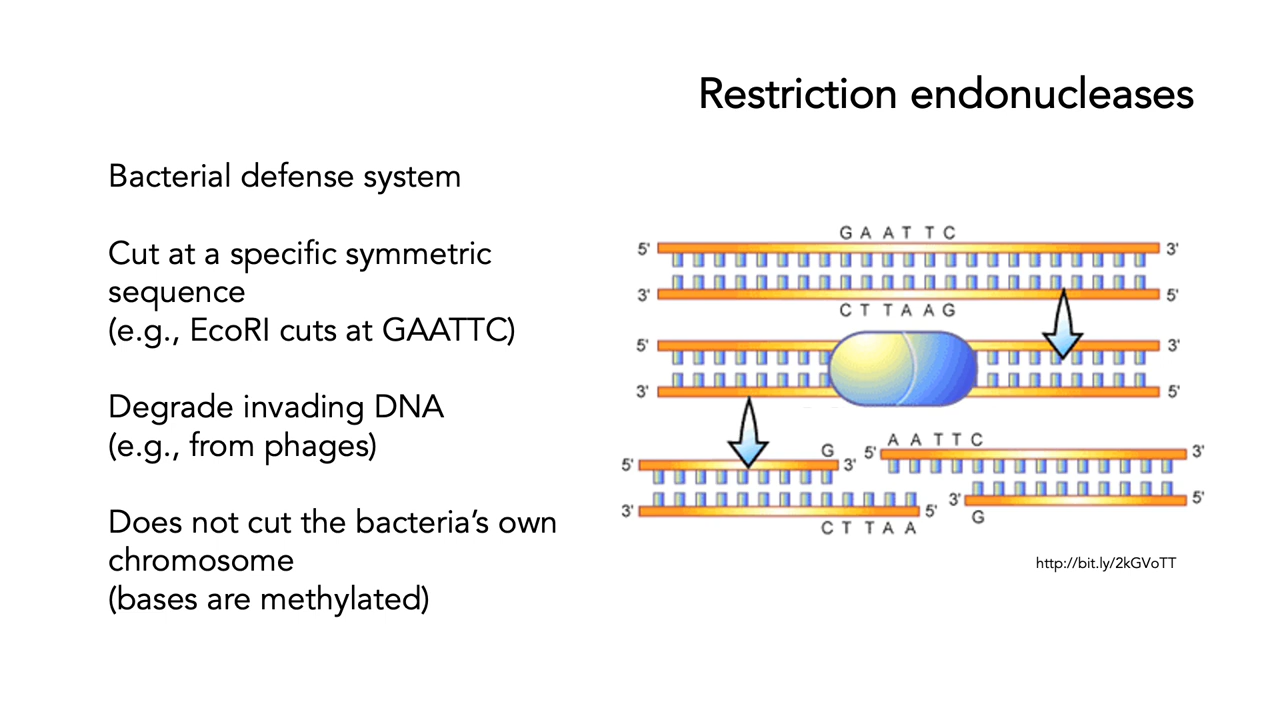 Restriction endonucleases
Bacterial defense system
Cut at a specific symmetric
sequence
(e.g., EcoRI cuts at GAATTC)
Degrade invading DNA
(e.g., from phages)
Does not cut the bacteria's own
chromosome
(bases are methylated)
G A A T T C
5' 3'
3' 5'
C T T A A G
5' 3'
3' 5'
G
5' 3'
3' 5'
C T T A A
A A T T C
5' 3'
3' 5'
G
http://bit.ly/2kGVoTT